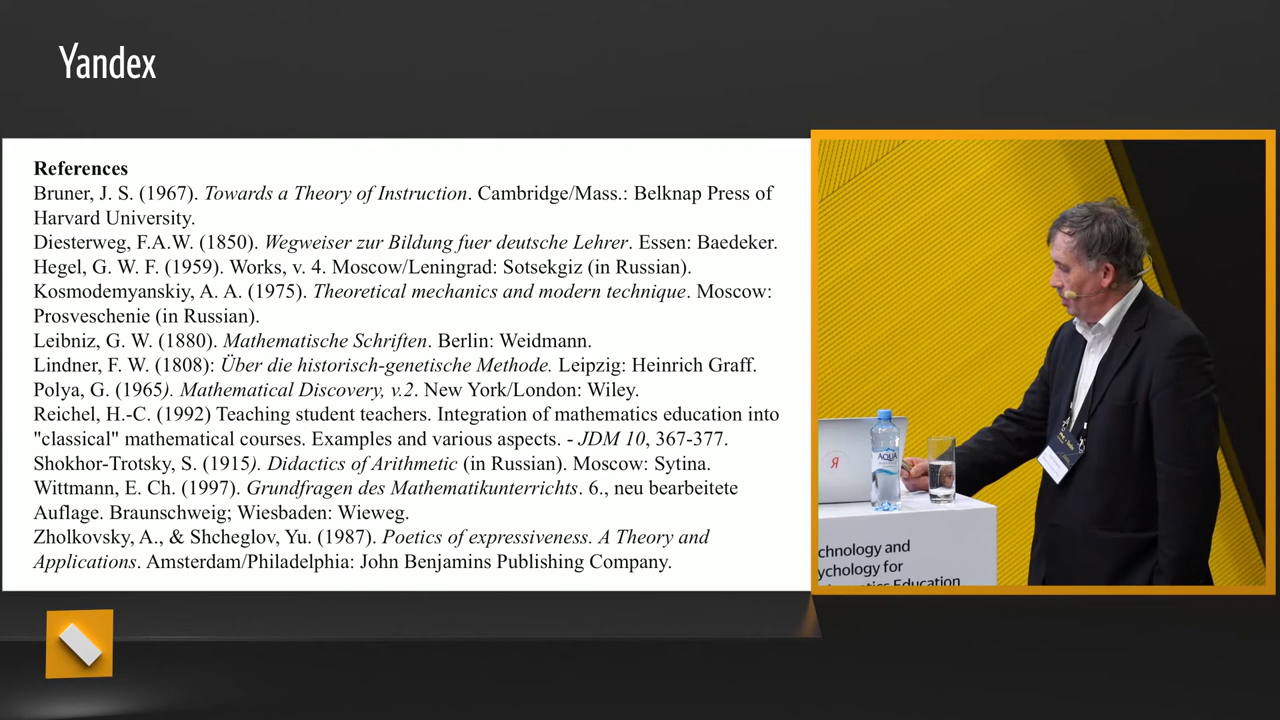 Yandex
References
Bruner, J. S. (1967). Towards a Theory of Instruction. Cambridge/Mass.: Belknap Press of
Harvard University.
Diesterweg, F.A.W. (1850). Wegweiser zur Bildung fuer deutsche Lehrer. Essen: Baedeker.
Hegel, G. W. F. (1959). Works, v. 4. Moscow/Leningrad: Sotsekgiz (in Russian).
Kosmodemyanskiy, A. A. (1975). Theoretical mechanics and modern technique. Moscow:
Prosveschenie (in Russian).
Leibniz, G. W. (1880). Mathematische Schriften. Berlin: Weidmann.
Lindner, F. W. (1808): Über die historisch-genetische Methode. Leipzig: Heinrich Graff.
Polya, G. (1965). Mathematical Discovery, v.2. New York/London: Wiley.
Reichel, H.-C. (1992) Teaching student teachers. Integration of mathematics education into
"classical" mathematical courses. Examples and various aspects. - JDM 10, 367-377.
Shokhor-Trotsky, S. (1915). Didactics of Arithmetic (in Russian). Moscow: Sytina.
Wittmann, E. Ch. (1997). Grundfragen des Mathematikunterrichts. 6., neu bearbeitete
Auflage. Braunschweig; Wiesbaden: Wieweg.
Zholkovsky, A., & Shcheglov, Yu. (1987). Poetics of expressiveness. A Theory and
Applications. Amsterdam/Philadelphia: John Benjamins Publishing Company.
Я
AQUA
chnology and
ychology for
Education